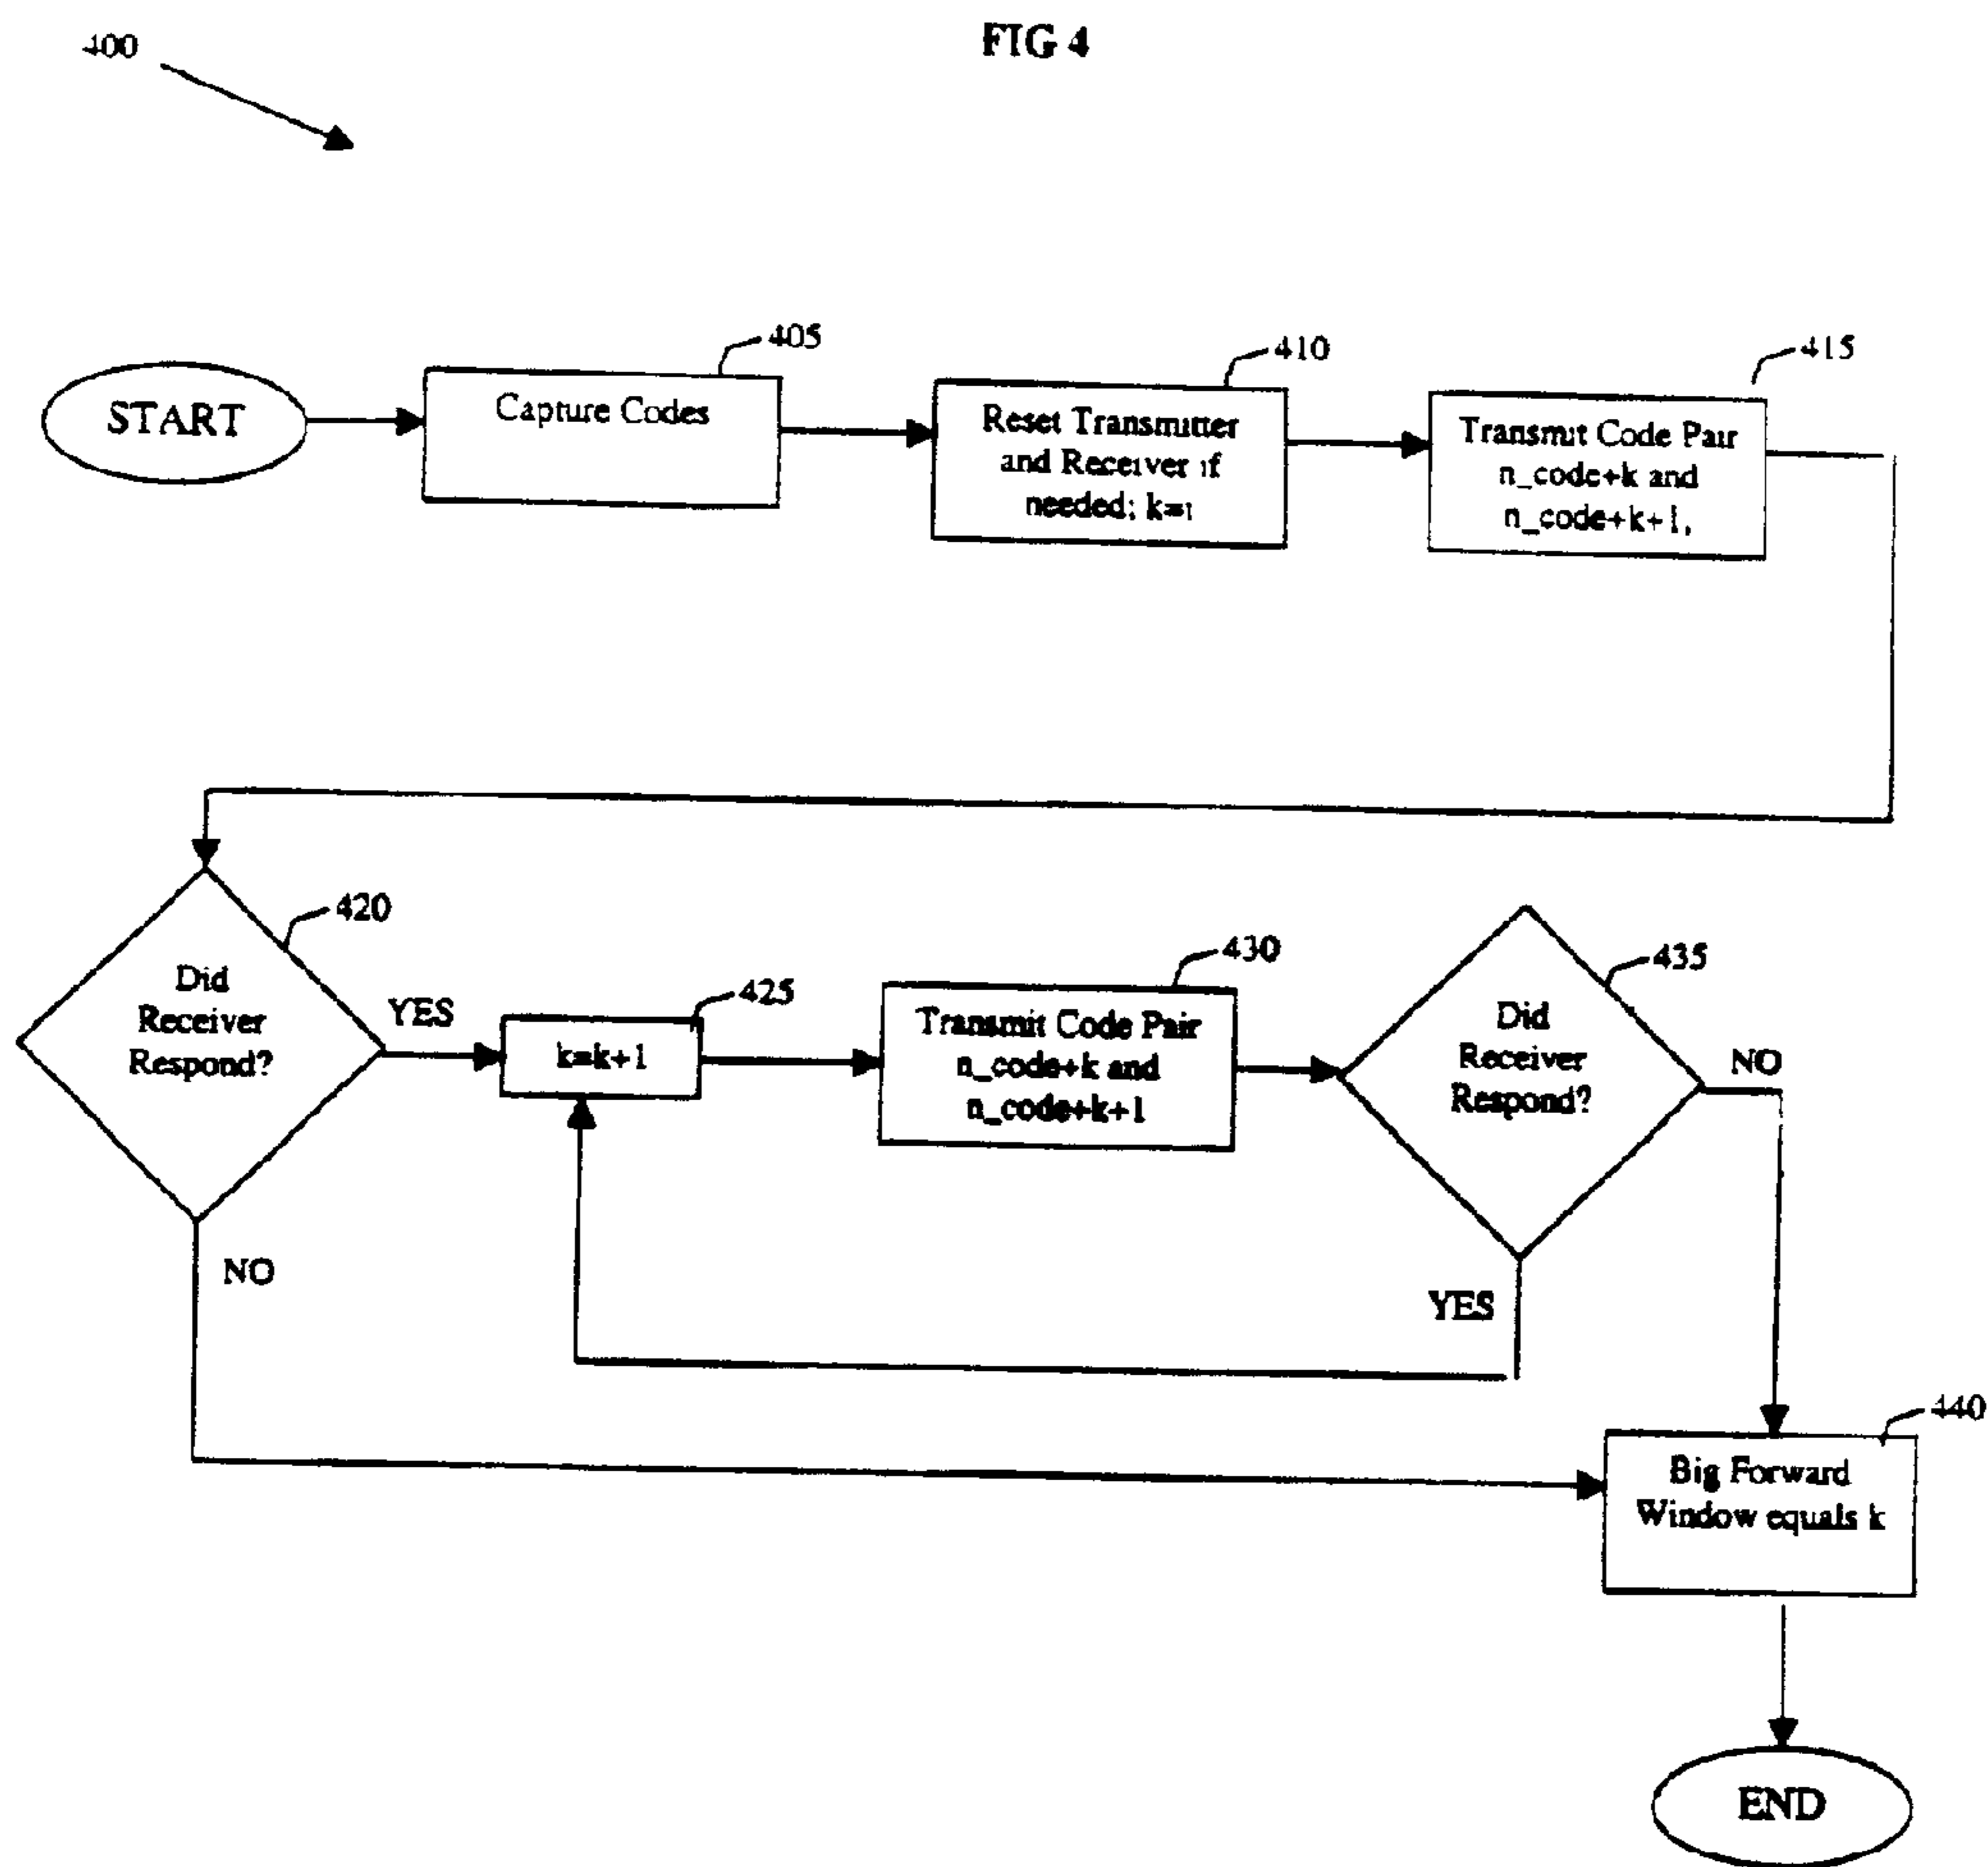 FIG 4
400
START
405
Capture Codes
410
Reset Transmitter
and Receiver if
needed; k=1
415
Transmit Code Pair
n_code+k and
n_code+k+1,
420
Did
Receiver
Respond?
YES
NO
425
k=k+1
430
Transmit Code Pair
n_code+k and
n_code+k+1
435
Did
Receiver
Respond?
NO
YES
440
Big Forward
Window equals k
END